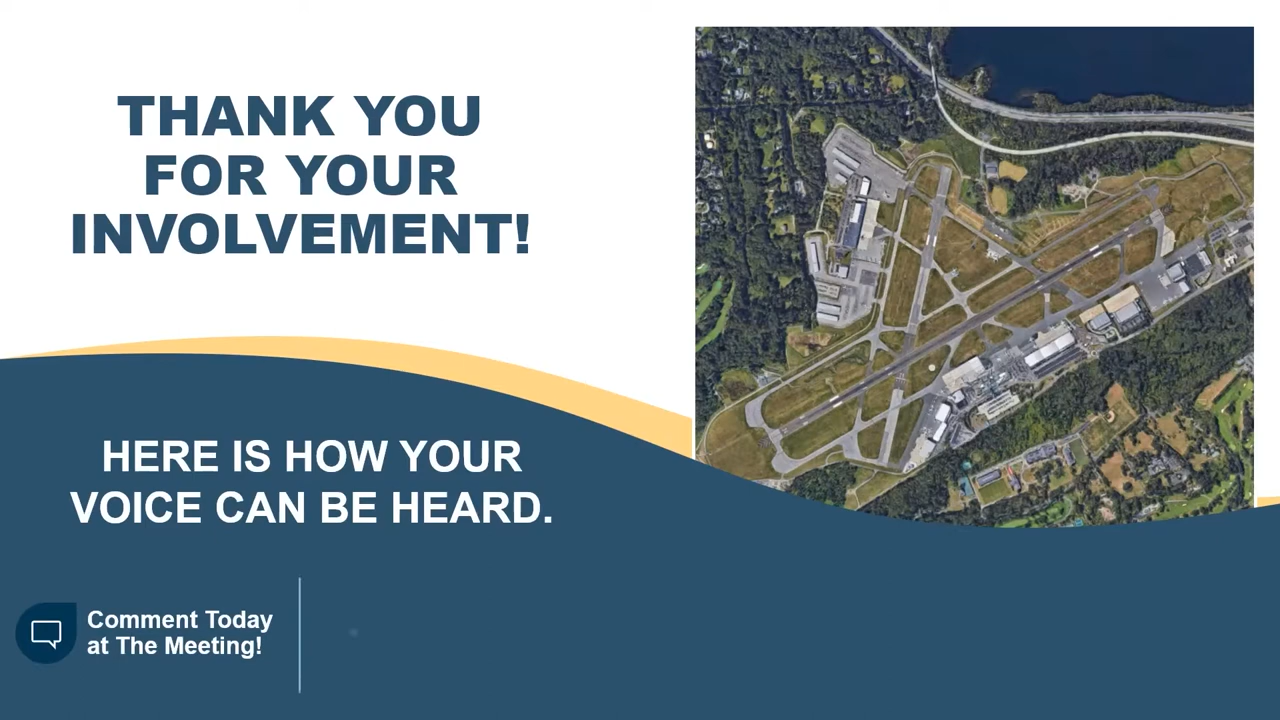 THANK YOU
FOR YOUR
INVOLVEMENT!
HERE IS HOW YOUR
VOICE CAN BE HEARD.
Comment Today
at The Meeting!